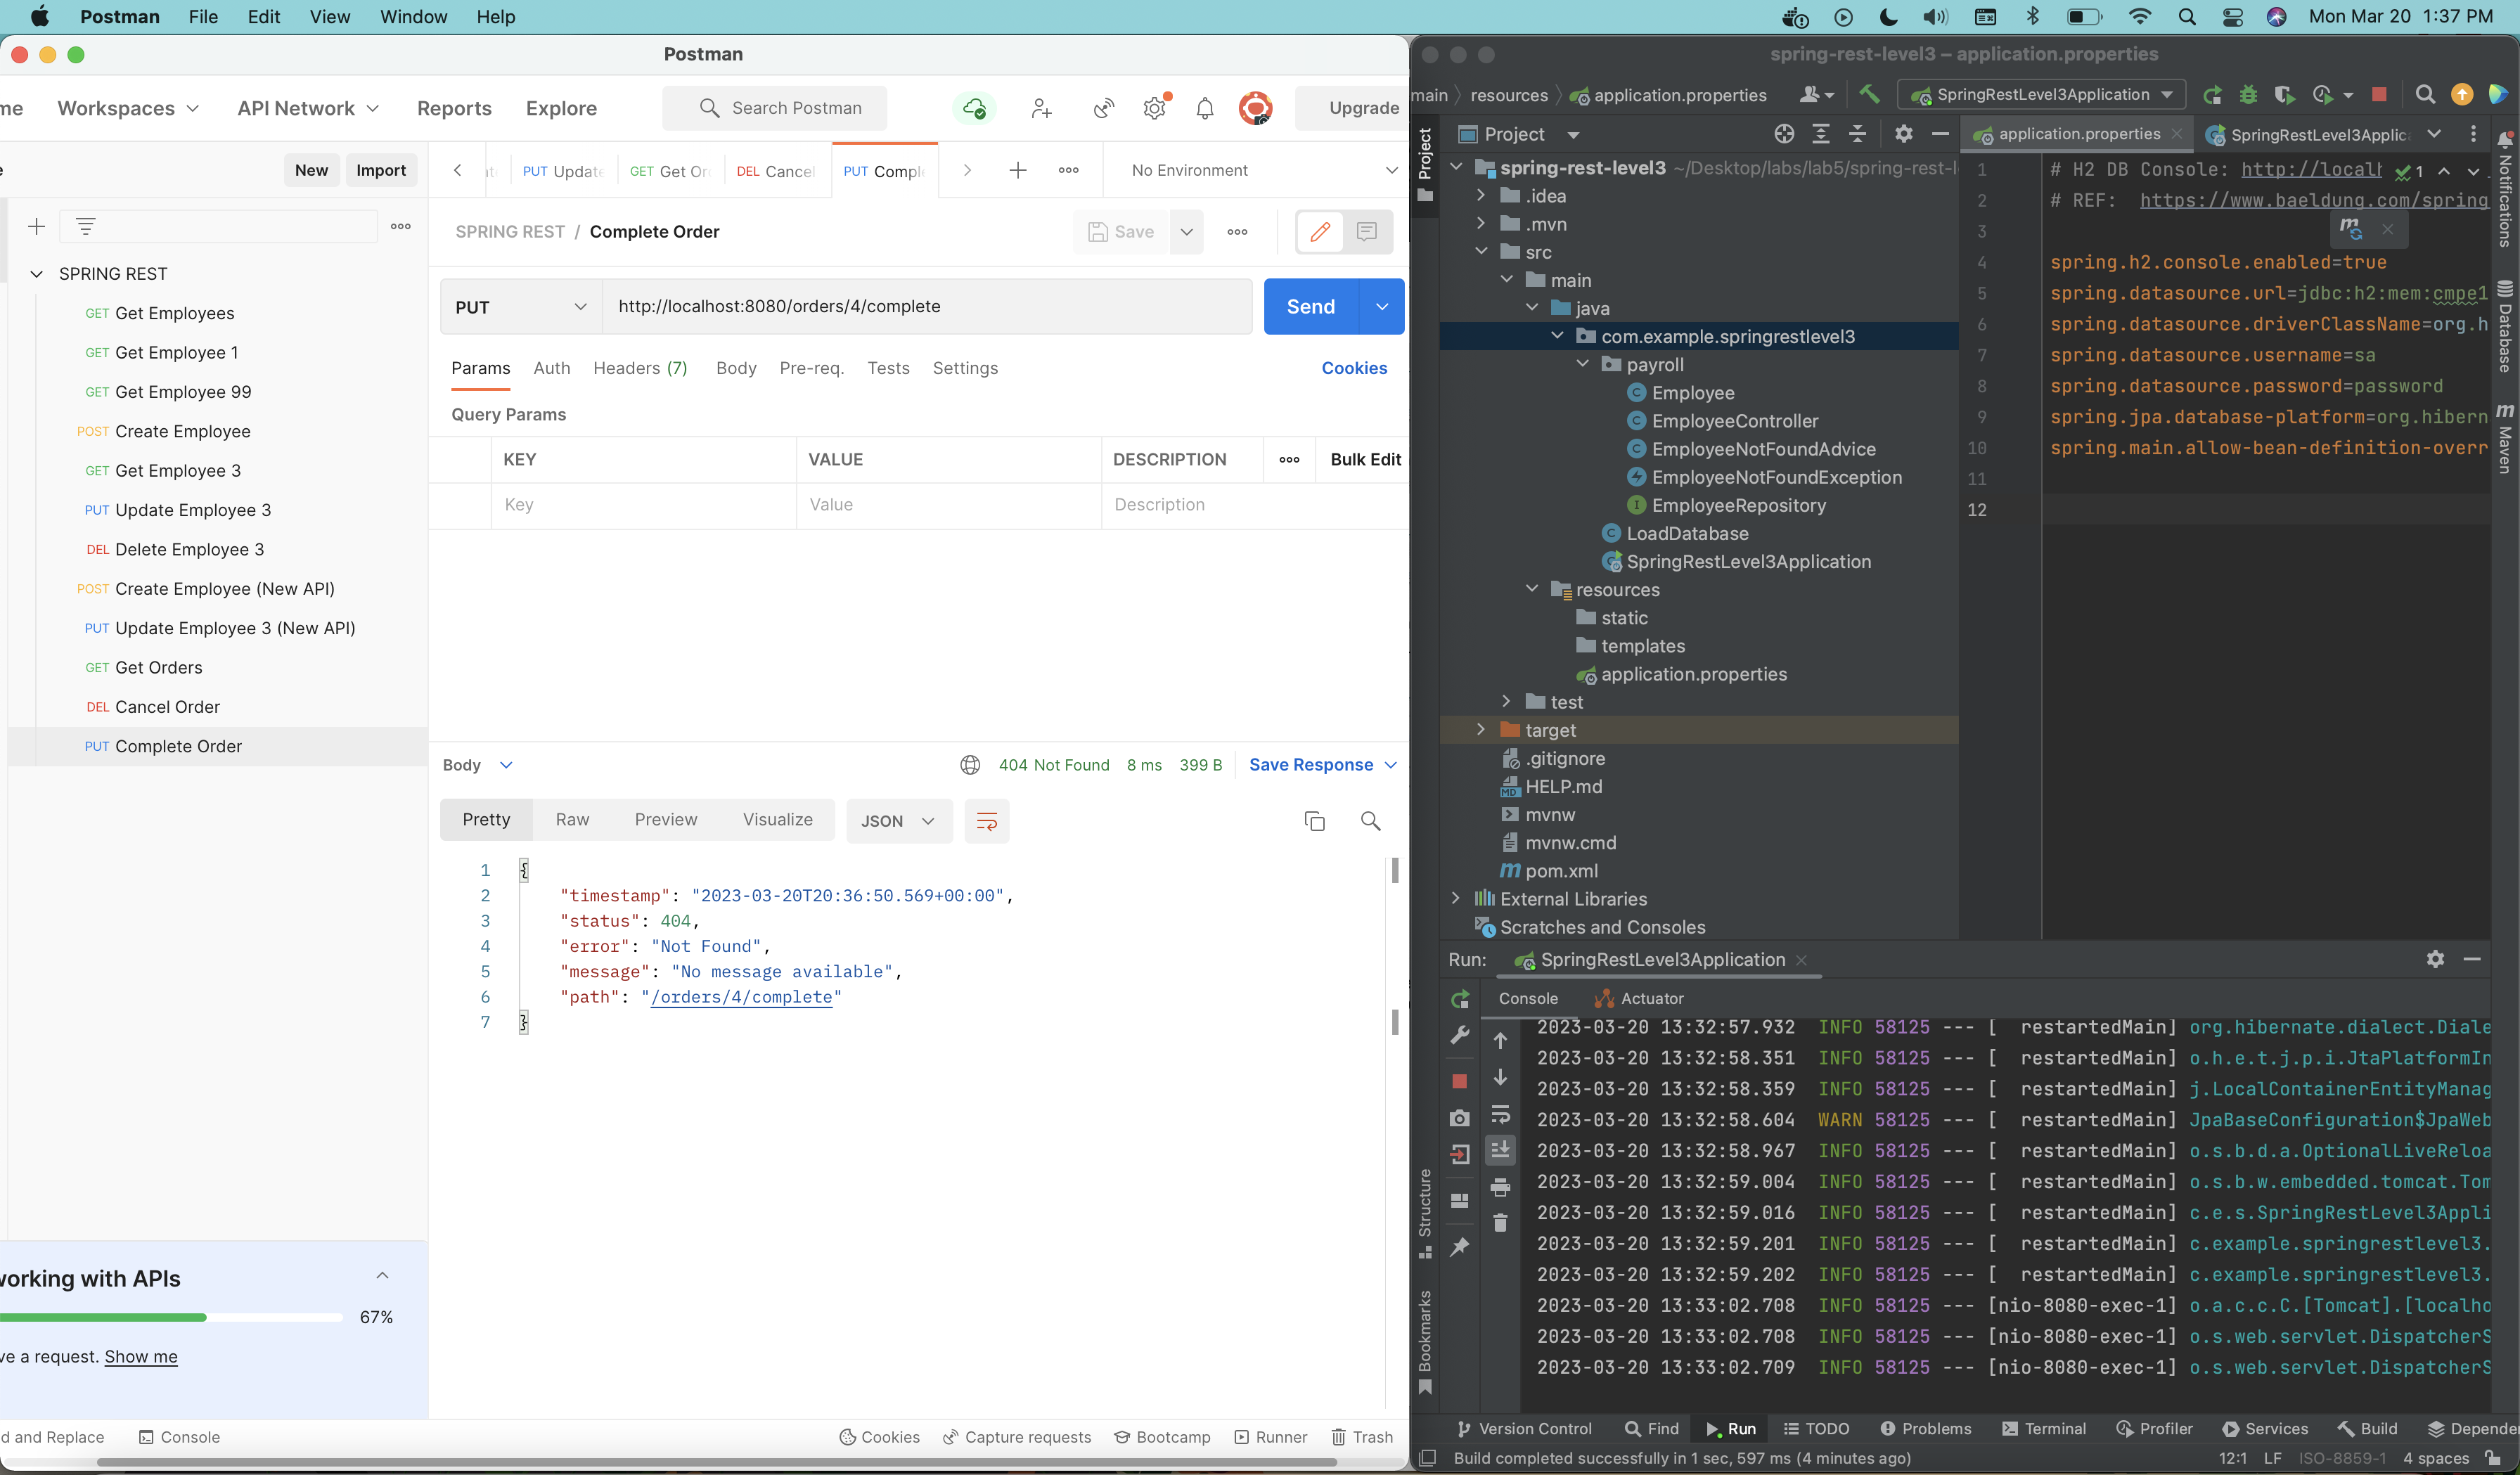 Postman File Edit View Window Help
Mon Mar 20 1:37 PM
Postman
me Workspaces API Network Reports Explore
Search Postman
Upgrade
New Import
PUT Update GET Get Or DEL Cancel PUT Compl
No Environment
SPRING REST / Complete Order
Save
SPRING REST
GET Get Employees
GET Get Employee 1
GET Get Employee 99
POST Create Employee
GET Get Employee 3
PUT Update Employee 3
DEL Delete Employee 3
POST Create Employee (New API)
PUT Update Employee 3 (New API)
GET Get Orders
DEL Cancel Order
PUT Complete Order
PUT http://localhost:8080/orders/4/complete
Send
Params Auth Headers (7) Body Pre-req. Tests Settings
Cookies
Query Params
KEY VALUE DESCRIPTION Bulk Edit
Key Value Description
Body
404 Not Found 8 ms 399 B Save Response
Pretty Raw Preview Visualize JSON
1 {
2 "timestamp": "2023-03-20T20:36:50.569+00:00",
3 "status": 404,
4 "error": "Not Found",
5 "message": "No message available",
6 "path": "/orders/4/complete"
7 }
working with APIs
67%
ve a request. Show me
d and Replace Console
Cookies Capture requests Bootcamp Runner Trash
spring-rest-level3 – application.properties
main resources application.properties
SpringRestLevel3Application
Project
Project
application.properties SpringRestLevel3Applic
spring-rest-level3 ~/Desktop/labs/lab5/spring-rest-l
.idea
.mvn
src
main
java
com.example.springrestlevel3
payroll
Employee
EmployeeController
EmployeeNotFoundAdvice
EmployeeNotFoundException
EmployeeRepository
LoadDatabase
SpringRestLevel3Application
resources
static
templates
application.properties
test
target
.gitignore
HELP.md
mvnw
mvnw.cmd
pom.xml
External Libraries
Scratches and Consoles
1 # H2 DB Console: http://localh 1
2 # REF: https://www.baeldung.com/spring
3
4 spring.h2.console.enabled=true
5 spring.datasource.url=jdbc:h2:mem:cmpe1
6 spring.datasource.driverClassName=org.h
7 spring.datasource.username=sa
8 spring.datasource.password=password
9 spring.jpa.database-platform=org.hibern
10 spring.main.allow-bean-definition-overr
11
12
Notifications
Database
Maven
Run: SpringRestLevel3Application
Console Actuator
2023-03-20 13:32:57.932 INFO 58125 --- [ restartedMain] org.hibernate.dialect.Diale
2023-03-20 13:32:58.351 INFO 58125 --- [ restartedMain] o.h.e.t.j.p.i.JtaPlatformIn
2023-03-20 13:32:58.359 INFO 58125 --- [ restartedMain] j.LocalContainerEntityManag
2023-03-20 13:32:58.604 WARN 58125 --- [ restartedMain] JpaBaseConfiguration$JpaWeb
2023-03-20 13:32:58.967 INFO 58125 --- [ restartedMain] o.s.b.d.a.OptionalLiveReloa
2023-03-20 13:32:59.004 INFO 58125 --- [ restartedMain] o.s.b.w.embedded.tomcat.Tom
2023-03-20 13:32:59.016 INFO 58125 --- [ restartedMain] c.e.s.SpringRestLevel3Appli
2023-03-20 13:32:59.201 INFO 58125 --- [ restartedMain] c.example.springrestlevel3.
2023-03-20 13:32:59.202 INFO 58125 --- [ restartedMain] c.example.springrestlevel3.
2023-03-20 13:33:02.708 INFO 58125 --- [nio-8080-exec-1] o.a.c.c.C.[Tomcat].[localho
2023-03-20 13:33:02.708 INFO 58125 --- [nio-8080-exec-1] o.s.web.servlet.DispatcherS
2023-03-20 13:33:02.709 INFO 58125 --- [nio-8080-exec-1] o.s.web.servlet.DispatcherS
Structure
Bookmarks
Version Control Find Run TODO Problems Terminal Profiler Services Build Depende
Build completed successfully in 1 sec, 597 ms (4 minutes ago)
12:1 LF ISO-8859-1 4 spaces